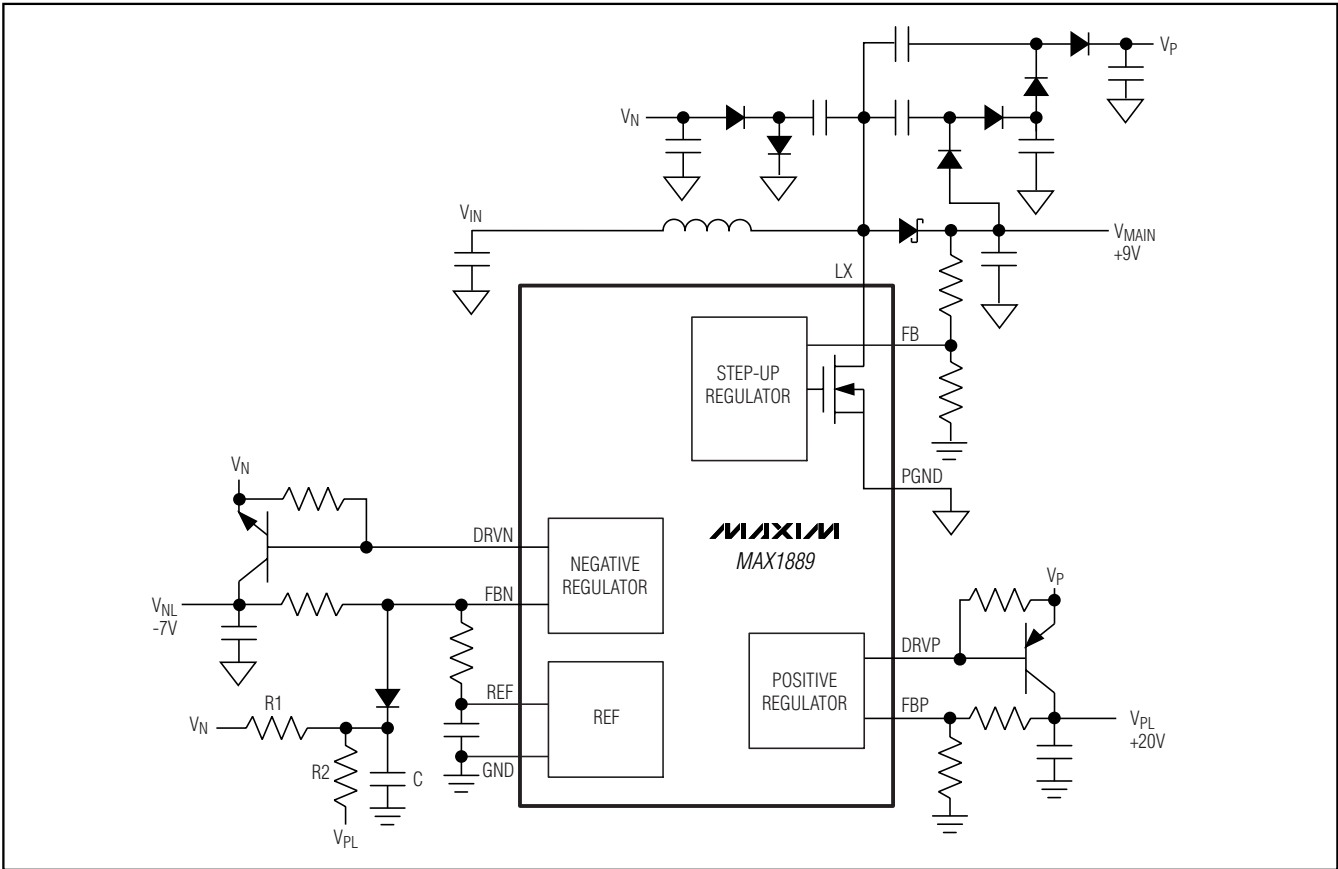 VP
VN
VIN
VMAIN
+9V
LX
FB
STEP-UP
REGULATOR
PGND
VN
MAXIM
MAX1889
DRVN
NEGATIVE
REGULATOR
FBN
VNL
-7V
VP
DRVP
POSITIVE
REGULATOR
FBP
VPL
+20V
REF
REF
R1
VN
GND
R2
C
VPL